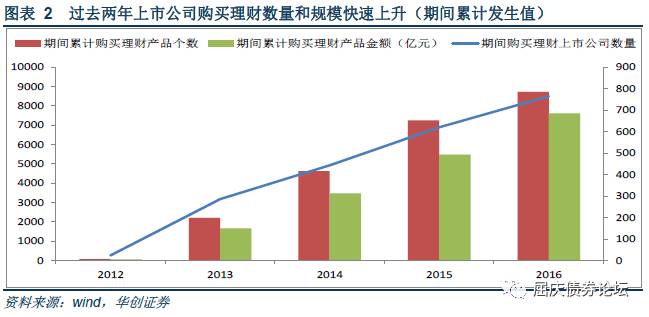 图表 2 过去两年上市公司购买理财数量和规模快速上升（期间累计发生值）
期间累计购买理财产品个数 期间累计购买理财产品金额（亿元） 期间购买理财上市公司数量
10000 900
9000 800
8000 700
7000 600
6000 500
5000 400
4000 300
3000 200
2000 100
1000 0
0
2012 2013 2014 2015 2016
屈庆债券论坛
资料来源：wind，华创证券